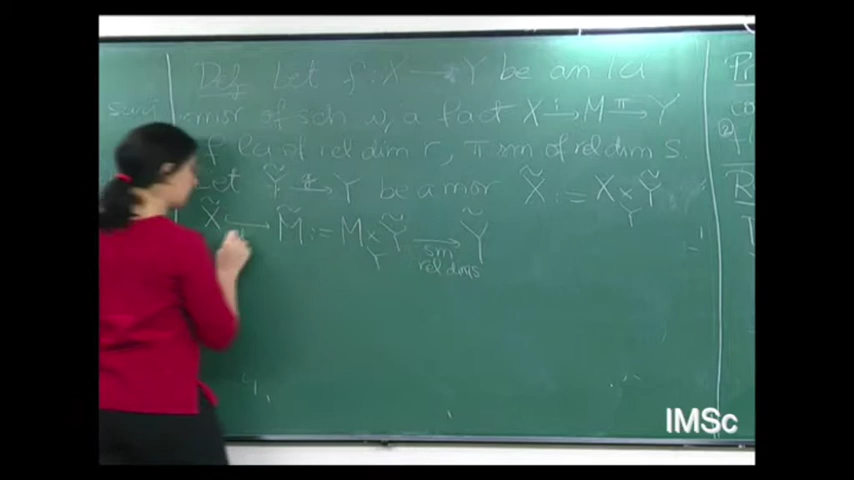 Def Let f : X → Y be an lci
mor of sch w, a fact X →i M →π Y
f lci of rel dim r, π sm of rel dim s.
Let Ỹ → Y be a mor X̃ := X ×_Y Ỹ
X̃ ↪ M̃ := M ×_Y Ỹ → Ỹ
sm
rel dim s
IMSc